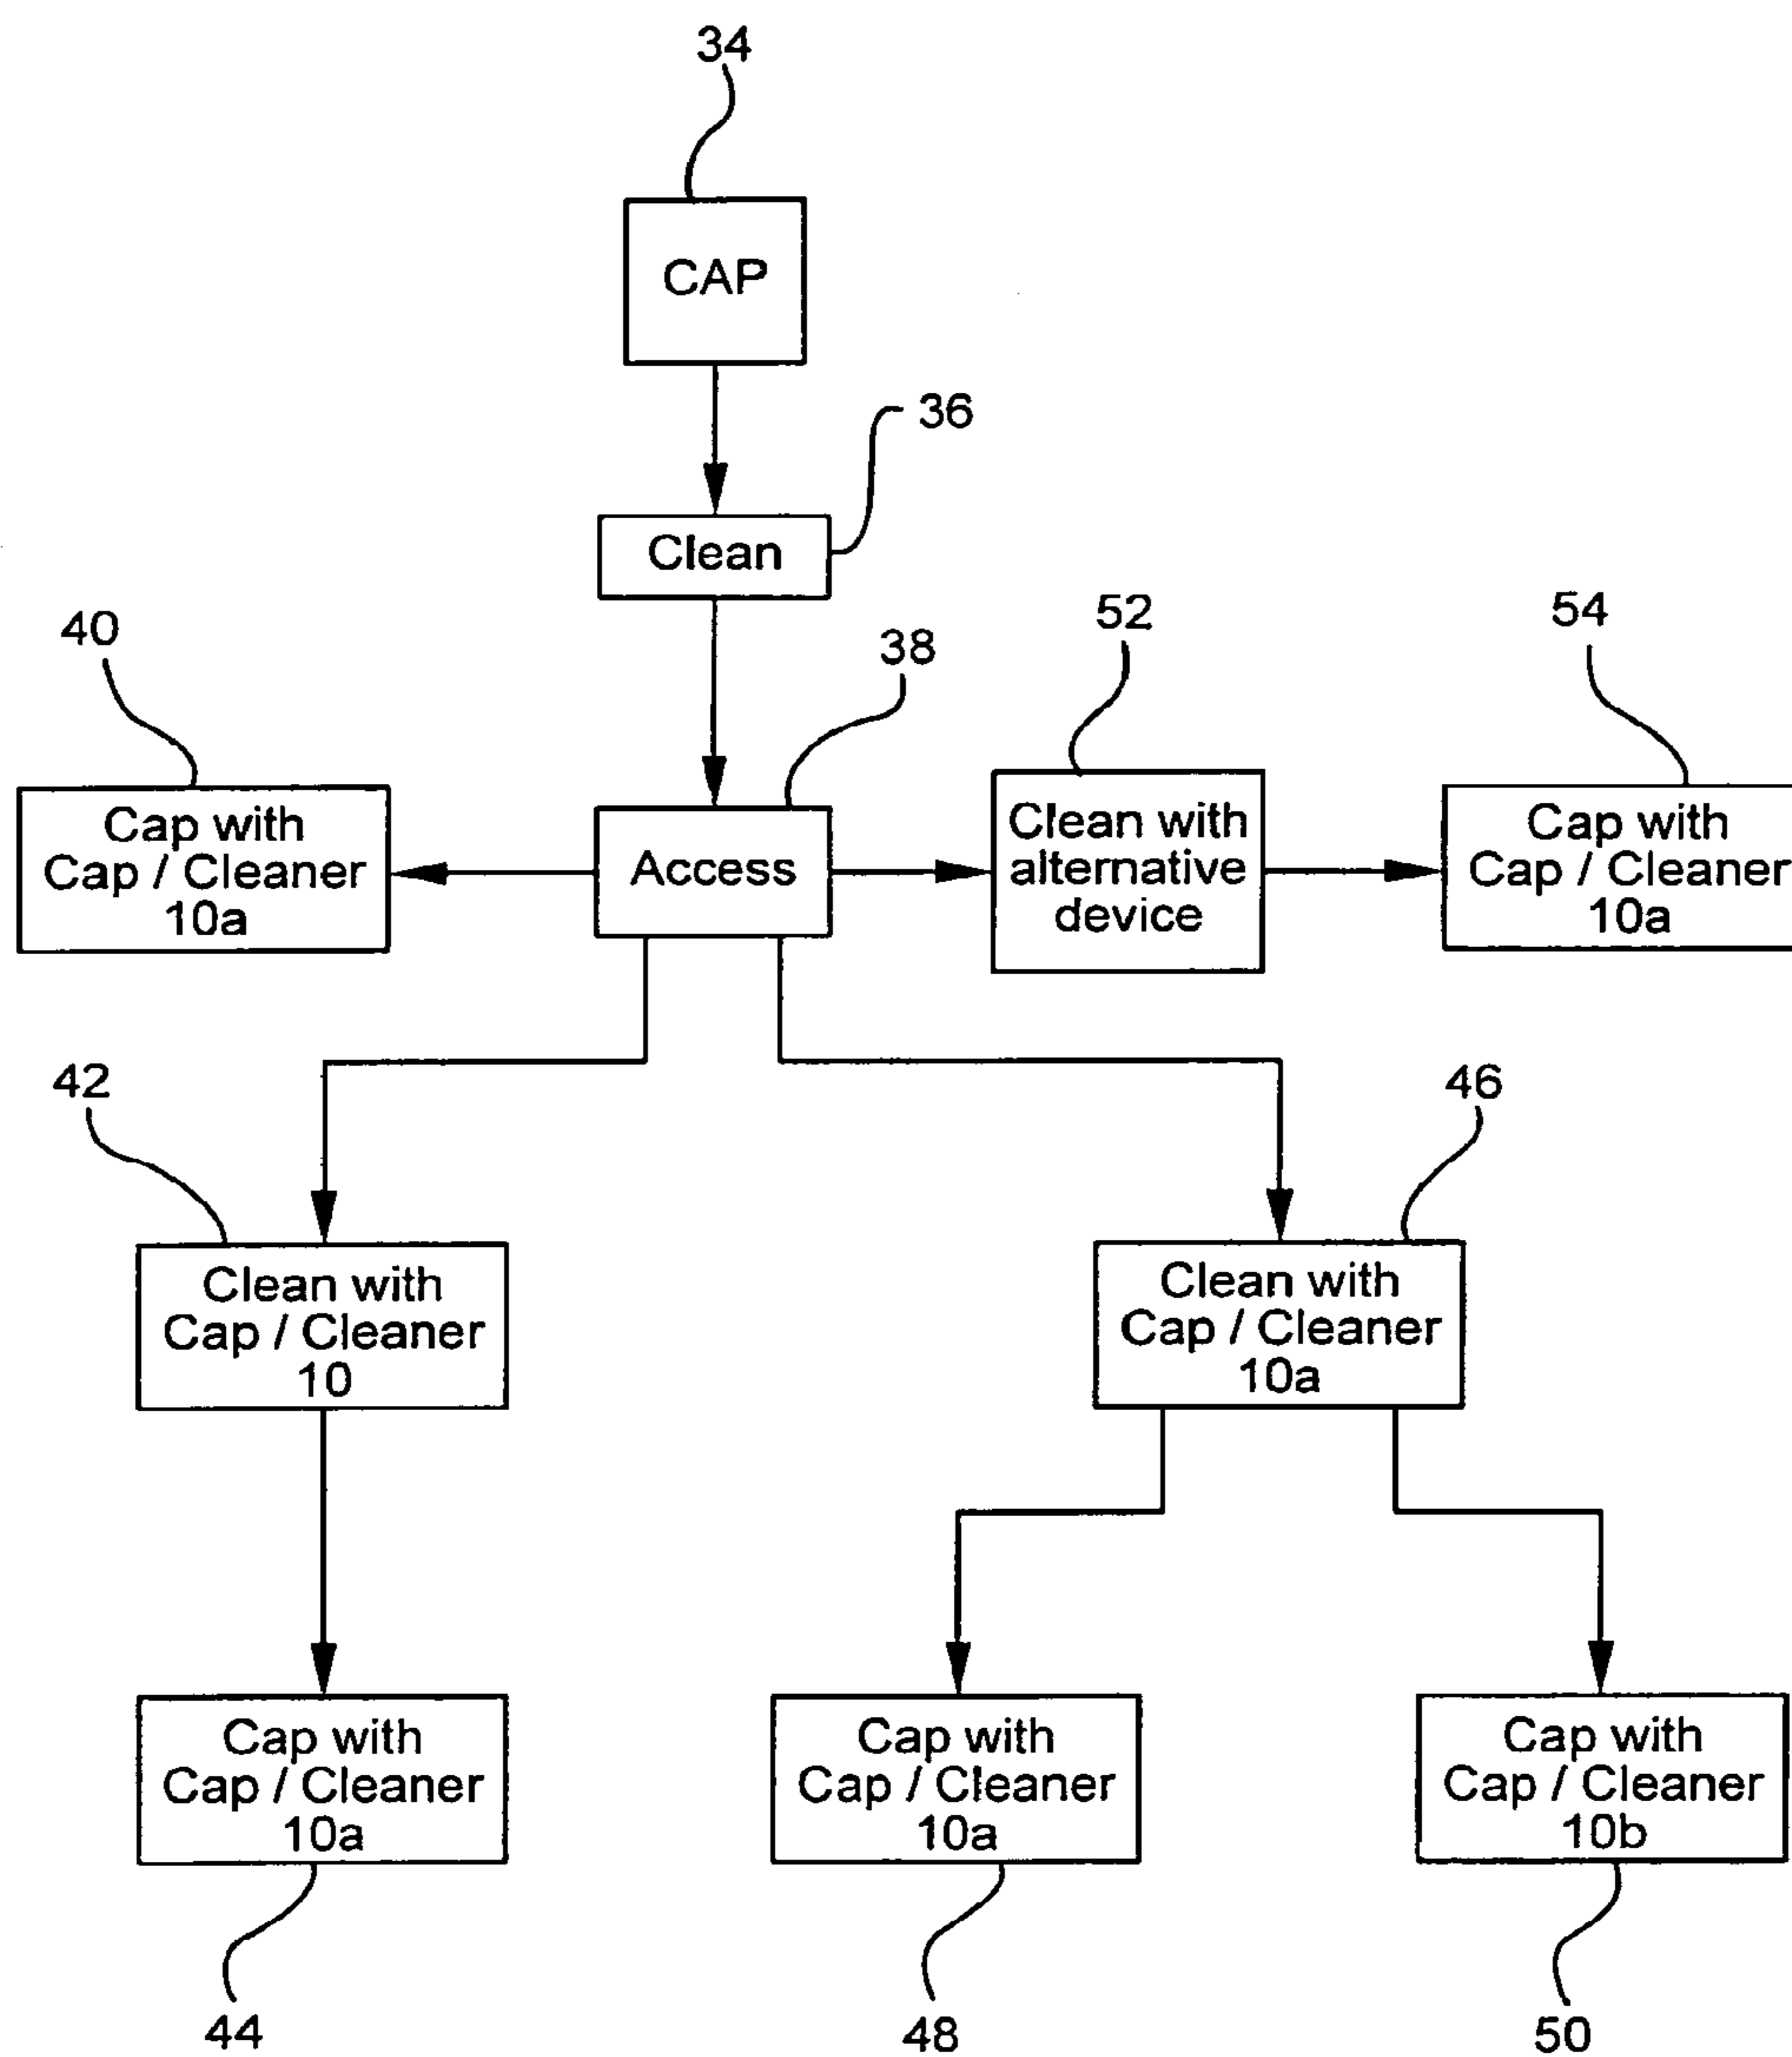 34
CAP
36
Clean
40
38
52
54
Cap with
Cap / Cleaner
10a
Access
Clean with
alternative
device
Cap with
Cap / Cleaner
10a
42
46
Clean with
Cap / Cleaner
10
Clean with
Cap / Cleaner
10a
Cap with
Cap / Cleaner
10a
Cap with
Cap / Cleaner
10a
Cap with
Cap / Cleaner
10b
44
48
50